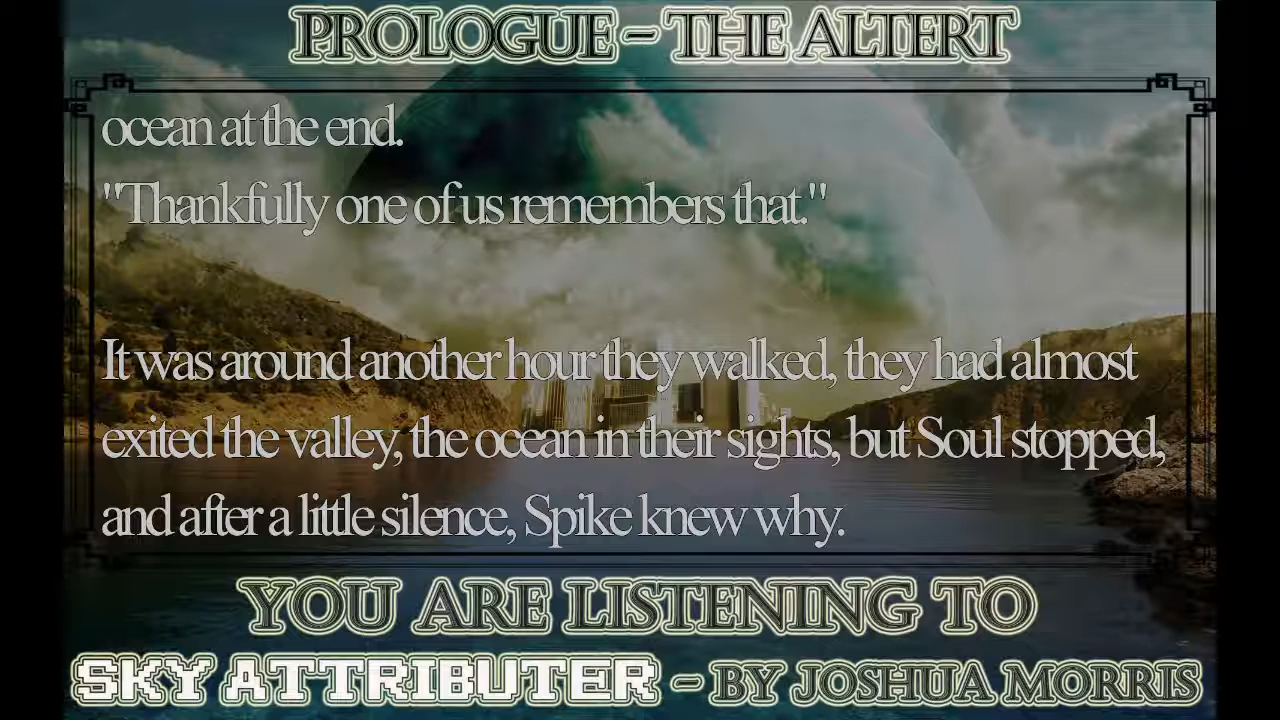 PROLOGUE - THE ALTERT
ocean at the end.
"Thankfully one of us remembers that."
It was around another hour they walked, they had almost
exited the valley, the ocean in their sights, but Soul stopped,
and after a little silence, Spike knew why.
YOU ARE LISTENING TO
SKY ATTRIBUTER - BY JOSHUA MORRIS